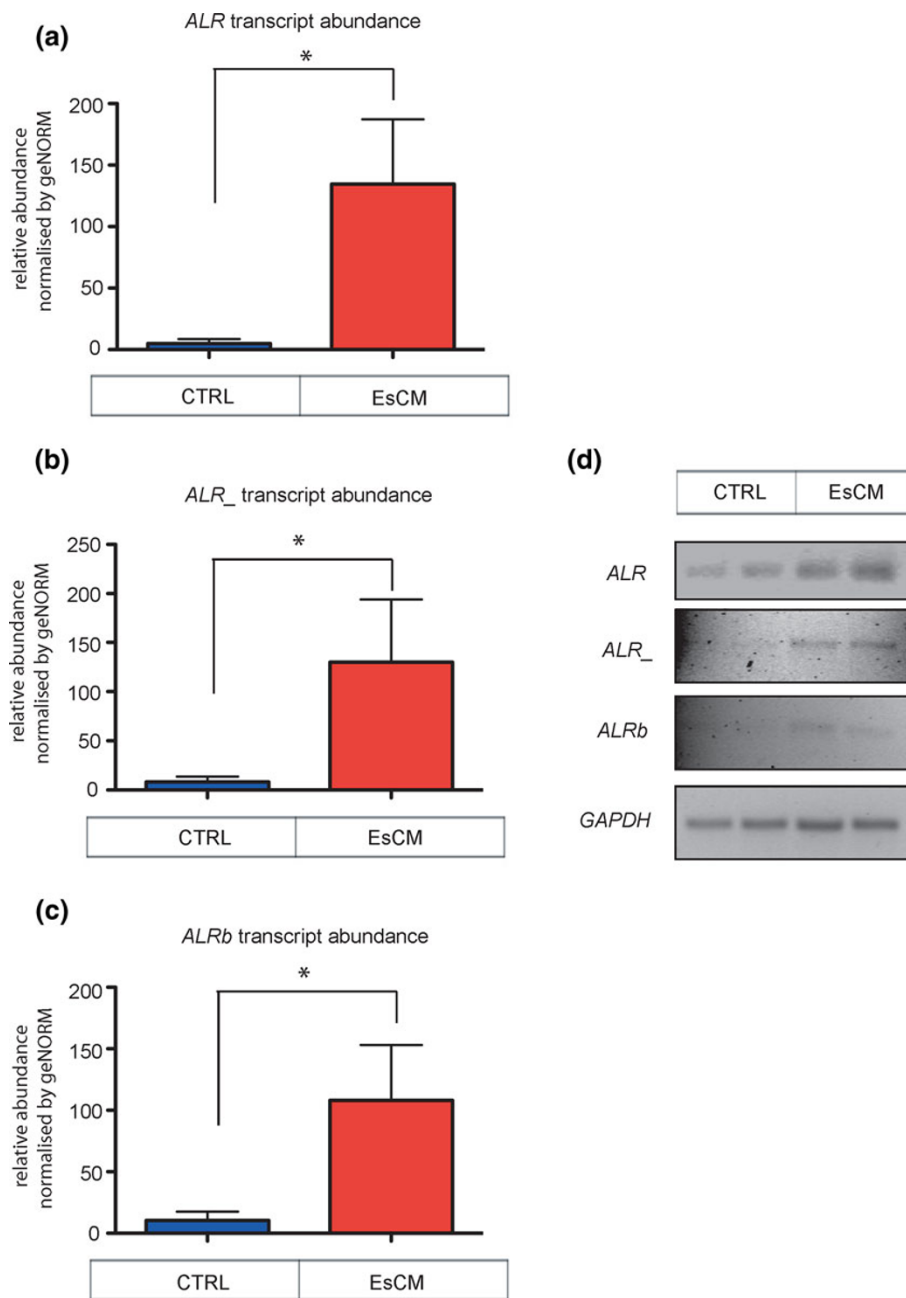 (a)
ALR transcript abundance
*
relative abundance
normalised by geNORM
200
150
100
50
0
CTRL EsCM
(b)
ALR_ transcript abundance
*
relative abundance
normalised by geNORM
250
200
150
100
50
0
CTRL EsCM
(c)
ALRb transcript abundance
*
relative abundance
normalised by geNORM
200
150
100
50
0
CTRL EsCM
(d)
CTRL EsCM
ALR
ALR_
ALRb
GAPDH